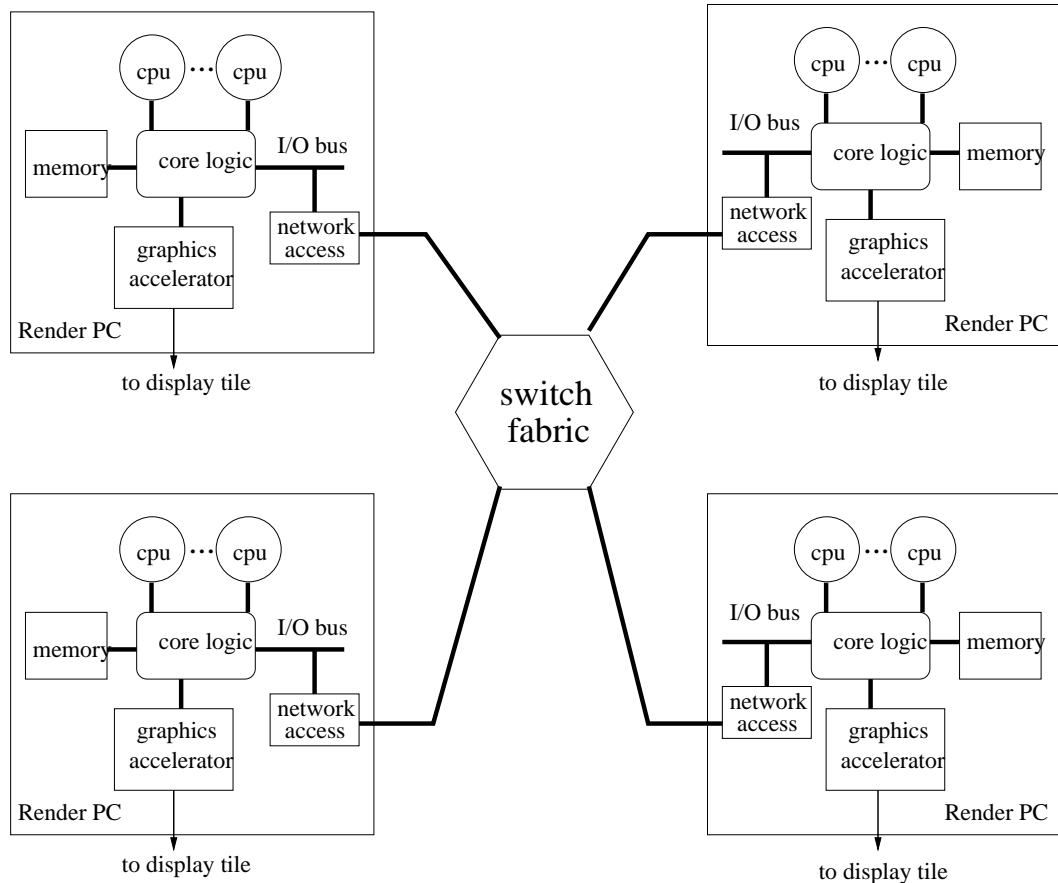 cpu ... cpu
I/O bus
memory
core logic
network
access
graphics
accelerator
Render PC
to display tile
cpu ... cpu
I/O bus
core logic
memory
network
access
graphics
accelerator
Render PC
to display tile
switch
fabric
cpu ... cpu
I/O bus
memory
core logic
network
access
graphics
accelerator
Render PC
to display tile
cpu ... cpu
I/O bus
core logic
memory
network
access
graphics
accelerator
Render PC
to display tile